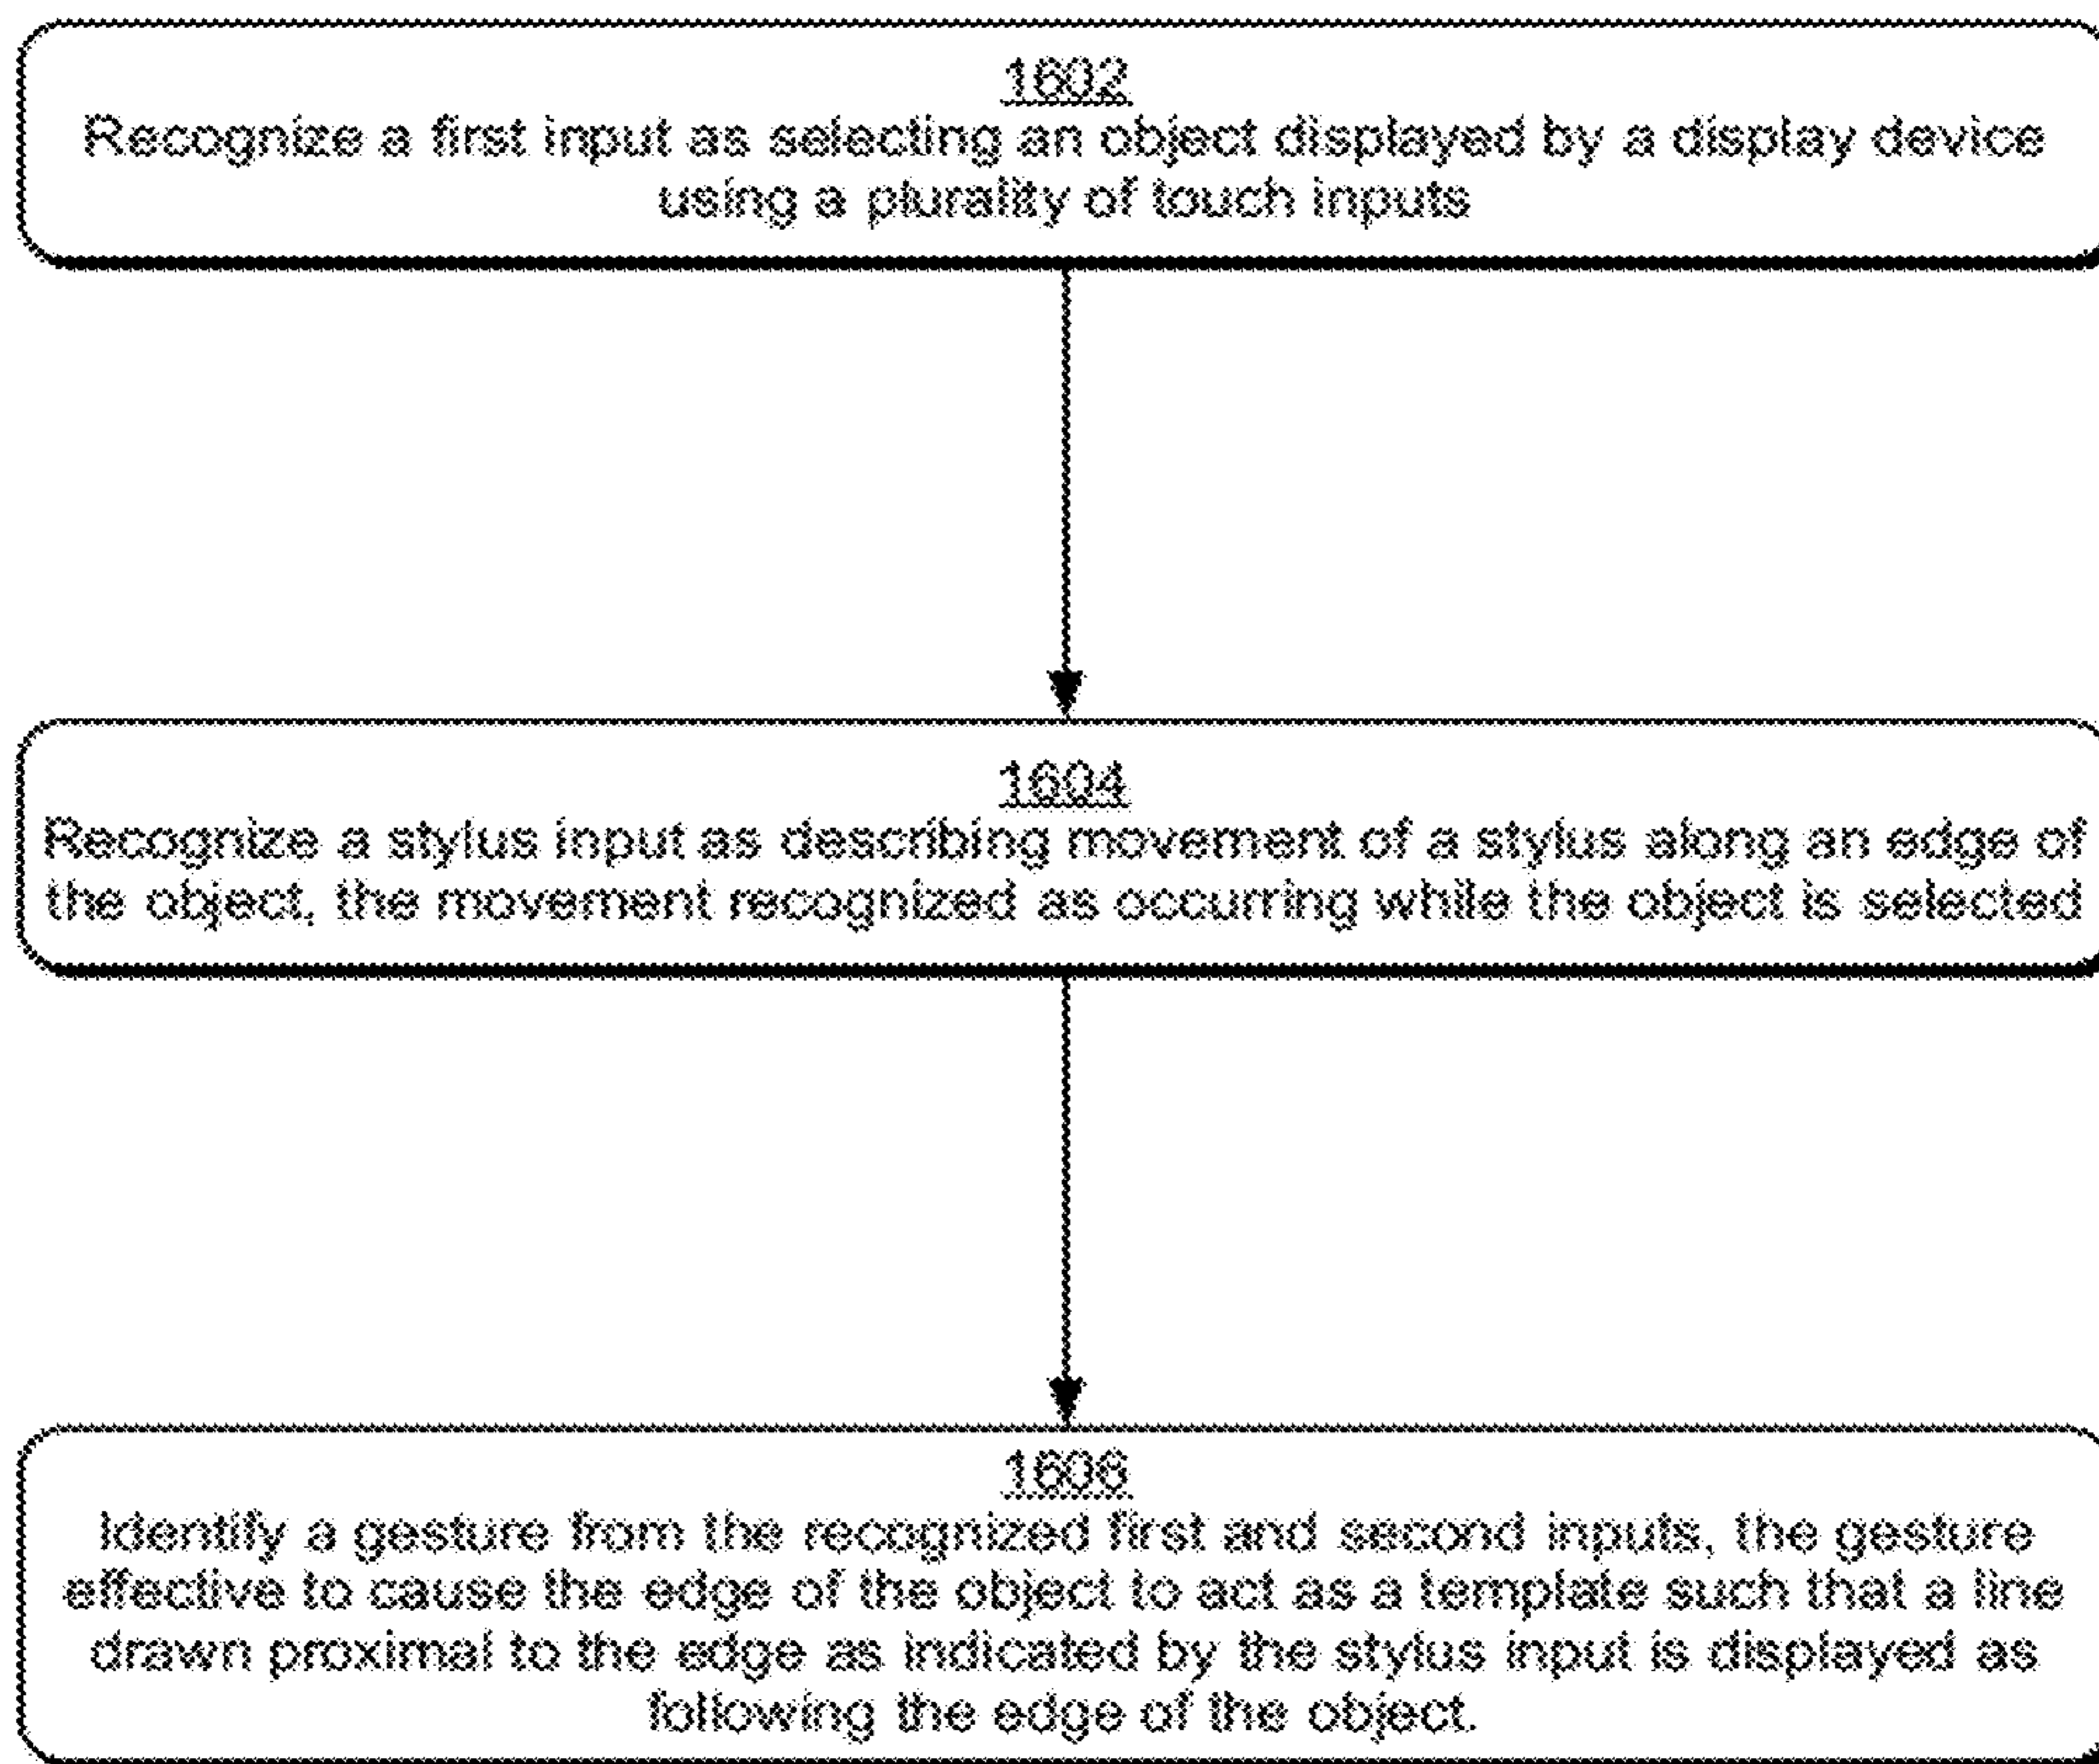 1602
Recognize a first input as selecting an object displayed by a display device
using a plurality of touch inputs
1604
Recognize a stylus input as describing movement of a stylus along an edge of
the object, the movement recognized as occurring while the object is selected
1606
Identify a gesture from the recognized first and second inputs, the gesture
effective to cause the edge of the object to act as a template such that a line
drawn proximal to the edge as indicated by the stylus input is displayed as
following the edge of the object.